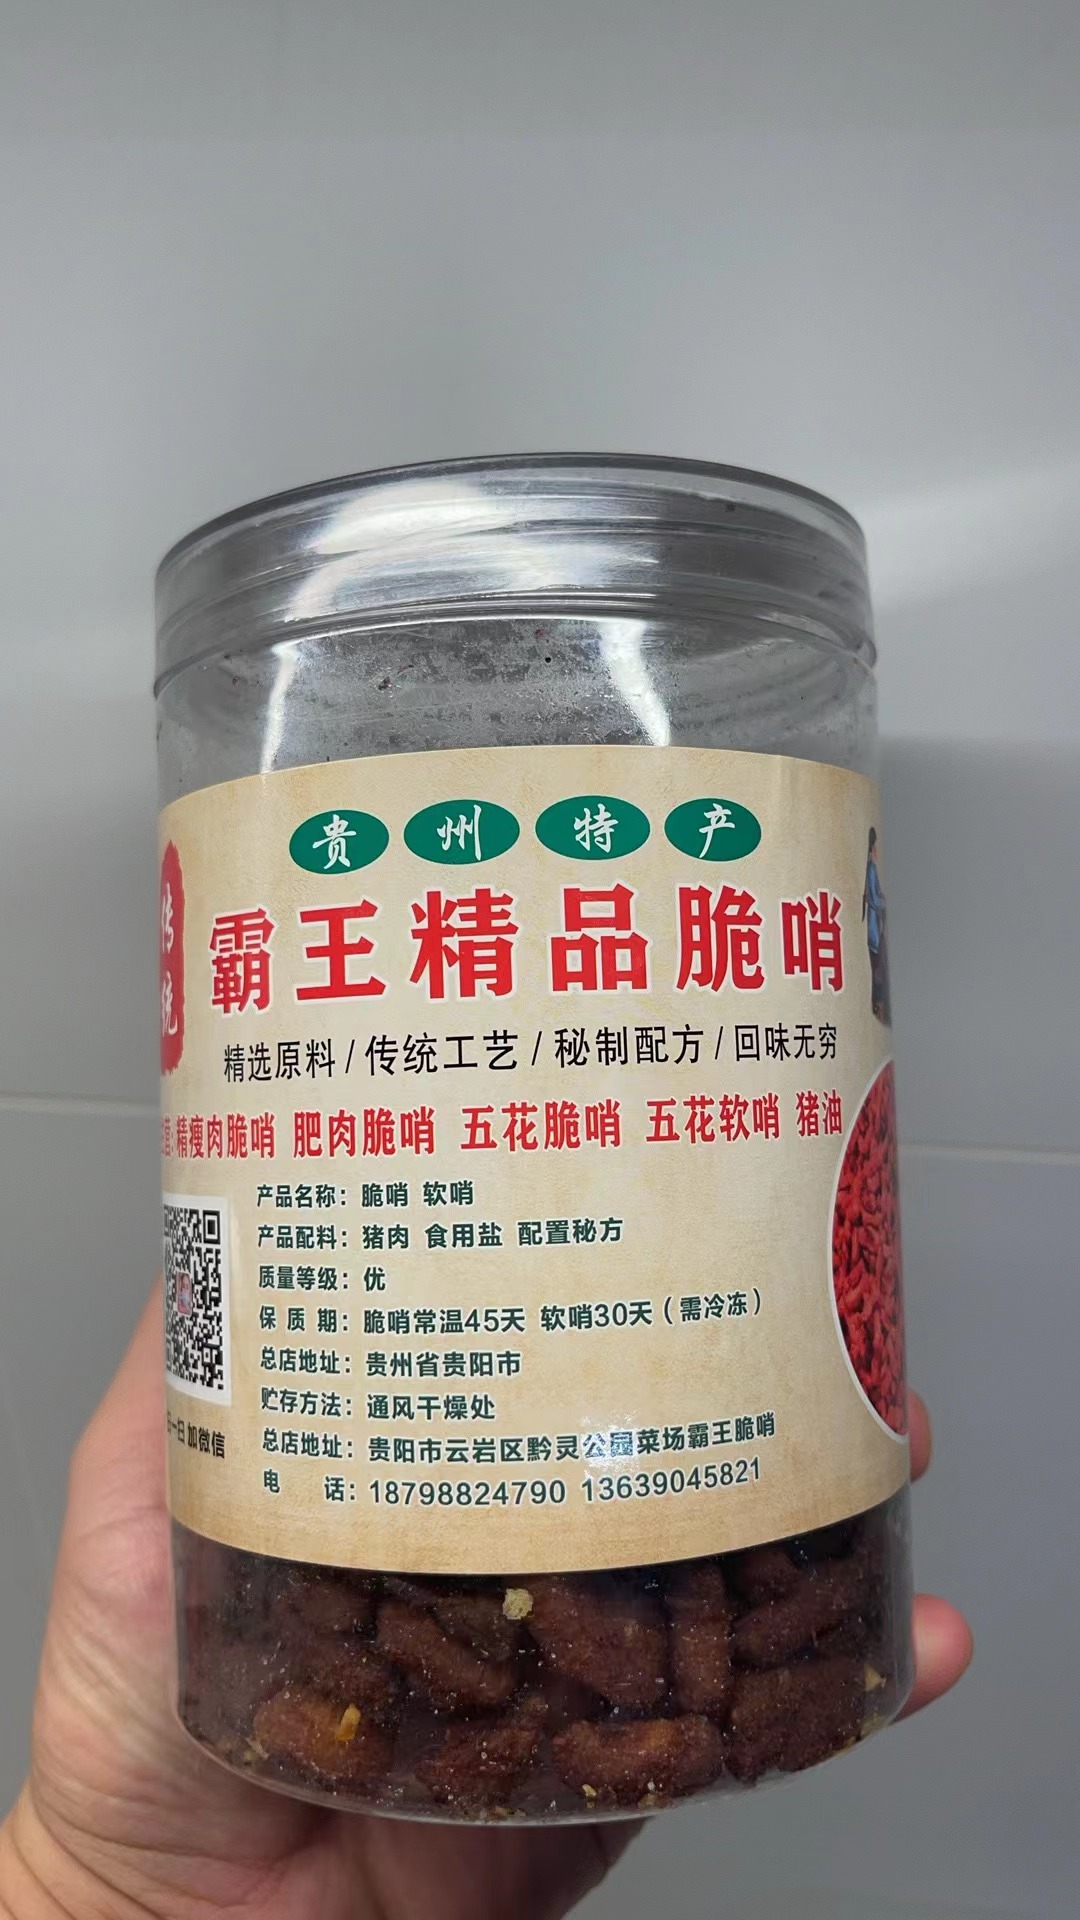 贵州特产
传统
霸王精品脆哨
精选原料/传统工艺/秘制配方/回味无穷
营:精瘦肉脆哨 肥肉脆哨 五花脆哨 五花软哨 猪油
产品名称：脆哨 软哨
产品配料：猪肉 食用盐 配置秘方
质量等级：优
保质期：脆哨常温45天 软哨30天（需冷冻）
总店地址：贵州省贵阳市
贮存方法：通风干燥处
总店地址：贵阳市云岩区黔灵公园菜场霸王脆哨
电话：18798824790 13639045821
一扫 加微信